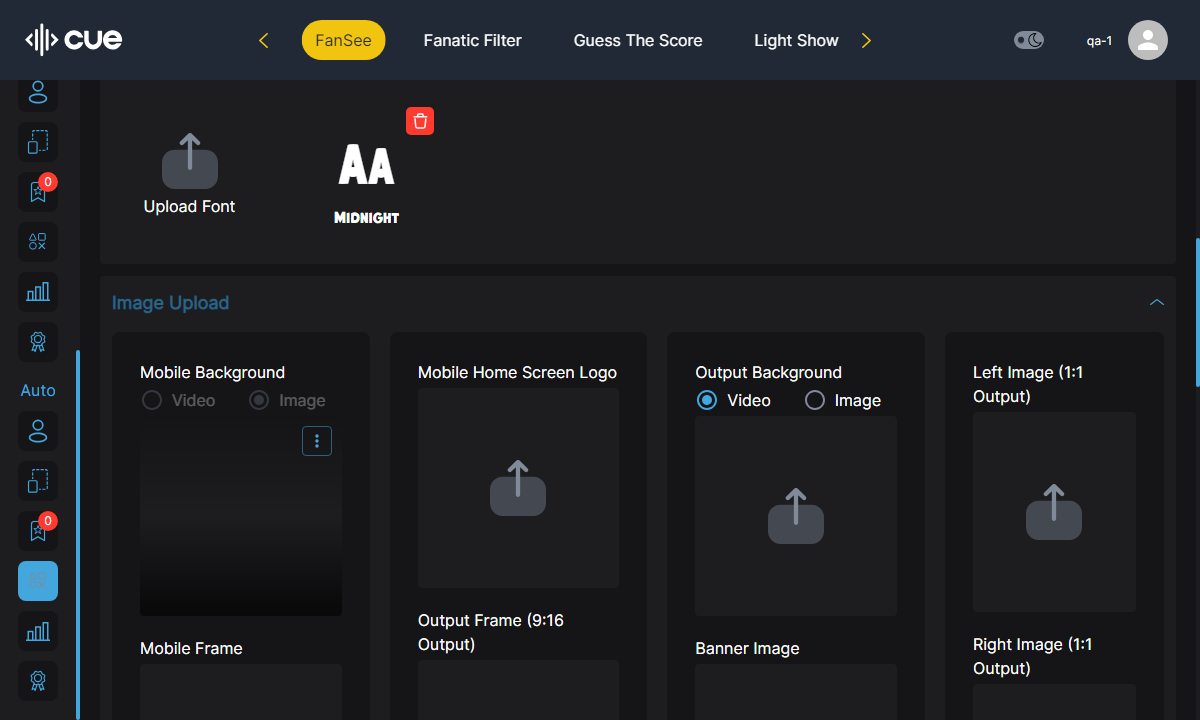 cue
FanSee
Fanatic Filter
Guess The Score
Light Show
qa-1
0
Auto
0
Upload Font
AA
MIDNIGHT
Image Upload
Mobile Background
Video
Image
Mobile Frame
Mobile Home Screen Logo
Output Frame (9:16
Output)
Output Background
Video
Image
Banner Image
Left Image (1:1
Output)
Right Image (1:1
Output)